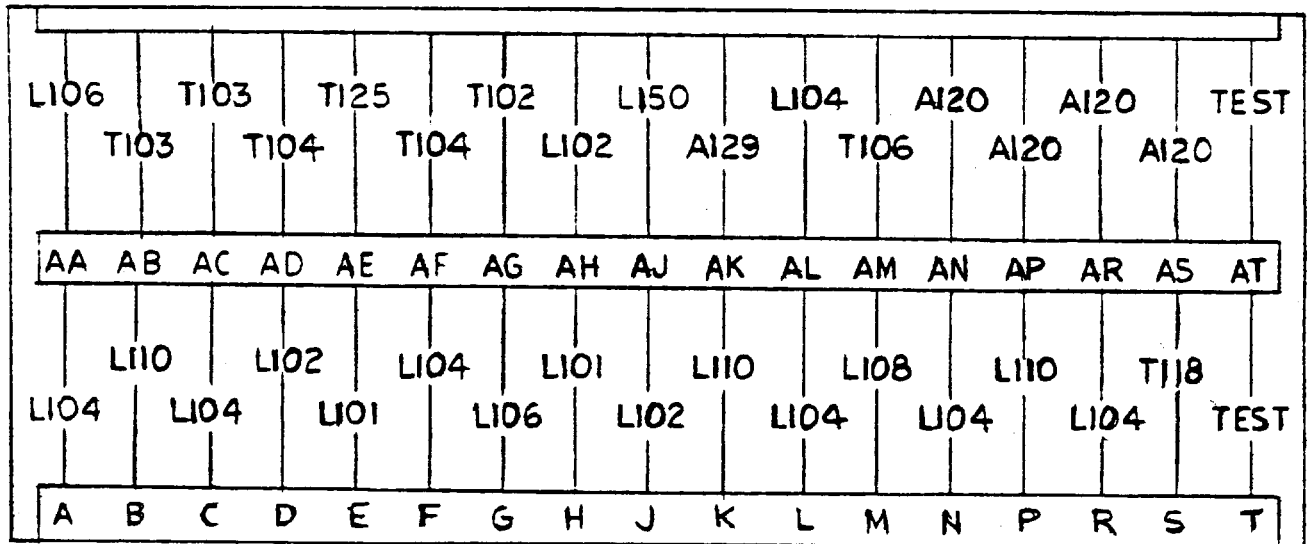 L106 T103 T125 T102 L150 L104 A120 A120 TEST
T103 T104 T104 L102 A129 T106 A120 A120
AA AB AC AD AE AF AG AH AJ AK AL AM AN AP AR AS AT
L110 L102 L104 L101 L110 L108 L110 T118
L104 L104 L101 L106 L102 L104 L104 L104 TEST
A B C D E F G H J K L M N P R S T